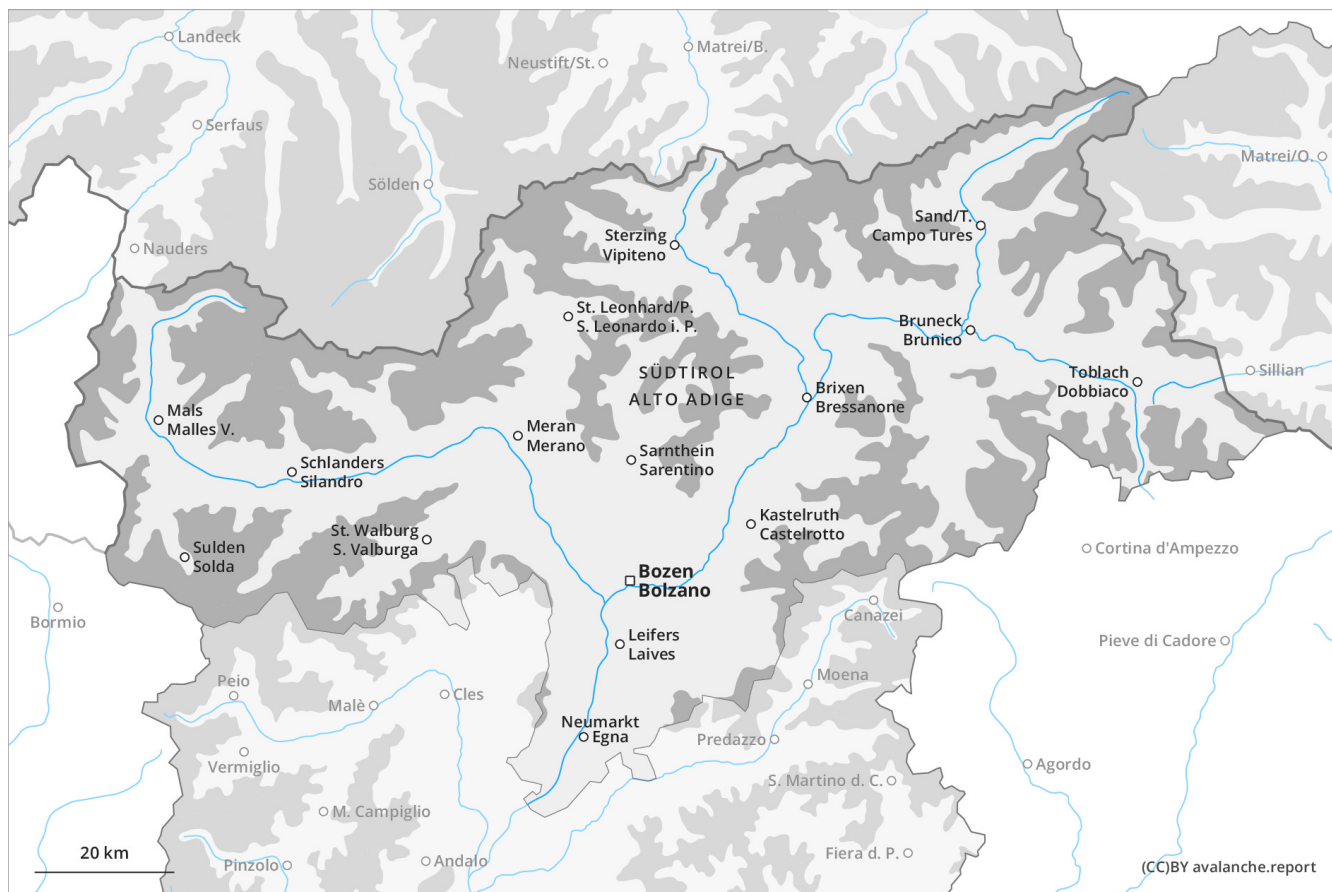 Landeck
Matrei/B.
Neustift/St.
Serfaus
Matrei/O.
Sölden
Sand/T.
Campo Tures
Sterzing
Vipiteno
Nauders
St. Leonhard/P.
S. Leonardo i. P.
Bruneck
Brunico
SÜDTIROL
ALTO ADIGE
Toblach
Dobbiaco
Sillian
Brixen
Bressanone
Mals
Malles V.
Meran
Merano
Sarnthein
Sarentino
Schlanders
Silandro
Kastelruth
Castelrotto
St. Walburg
S. Valburga
Sulden
Solda
Cortina d'Ampezzo
Bozen
Bolzano
Bormio
Canazei
Leifers
Laives
Pieve di Cadore
Peio
Moena
Malè
Cles
Neumarkt
Egna
Predazzo
Vermiglio
Agordo
S. Martino d. C.
M. Campiglio
20 km
Pinzolo
Andalo
Fiera d. P.
(CC)BY avalanche.report